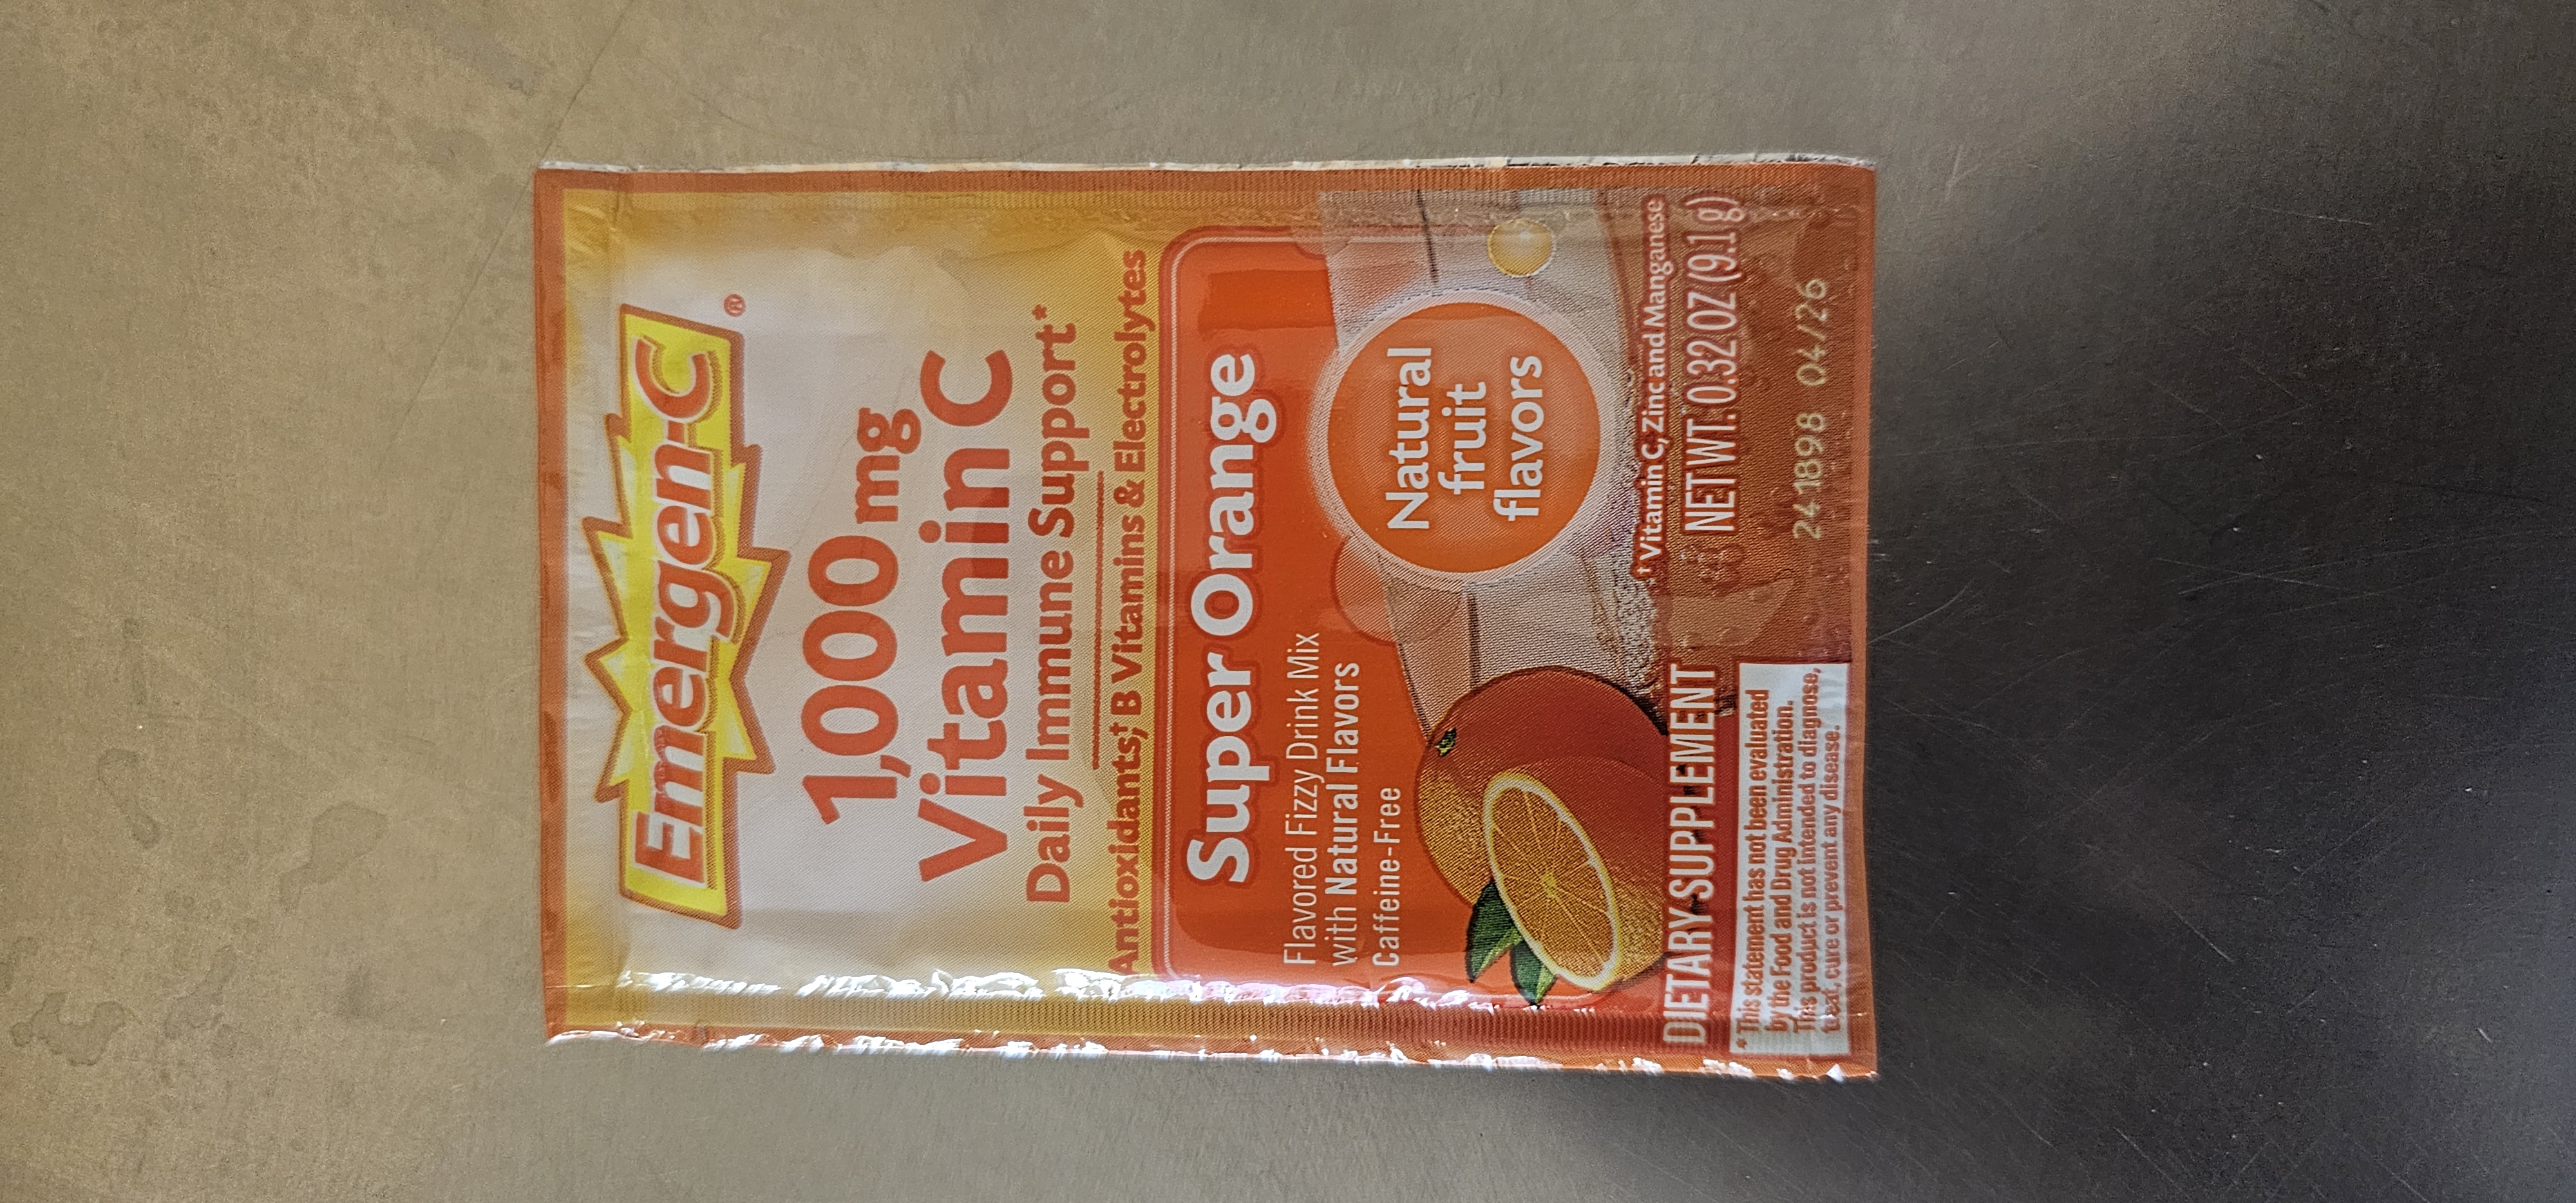 Emergen-C®
1,000 mg
Vitamin C
Daily Immune Support*
Antioxidants,† B Vitamins & Electrolytes
Super Orange
Flavored Fizzy Drink Mix
with Natural Flavors
Caffeine-Free
Natural
fruit
flavors
† Vitamin C, Zinc and Manganese
DIETARY SUPPLEMENT
NET WT. 0.32 OZ (9.1 g)
* This statement has not been evaluated
by the Food and Drug Administration.
This product is not intended to diagnose,
treat, cure or prevent any disease.
241898 04/26